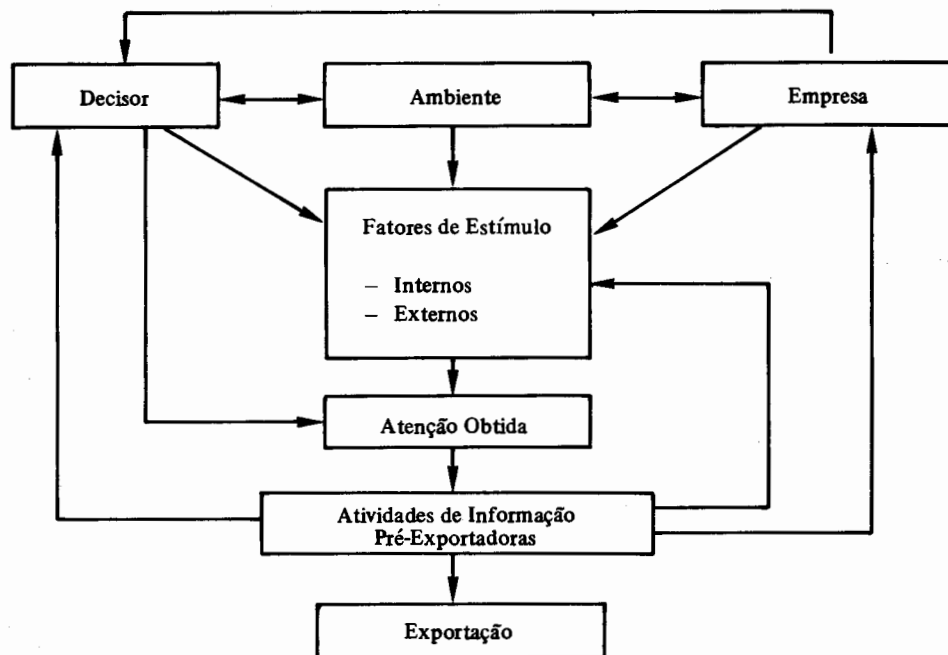 Decisor
Ambiente
Empresa
Fatores de Estímulo
– Internos
– Externos
Atenção Obtida
Atividades de Informação
Pré-Exportadoras
Exportação